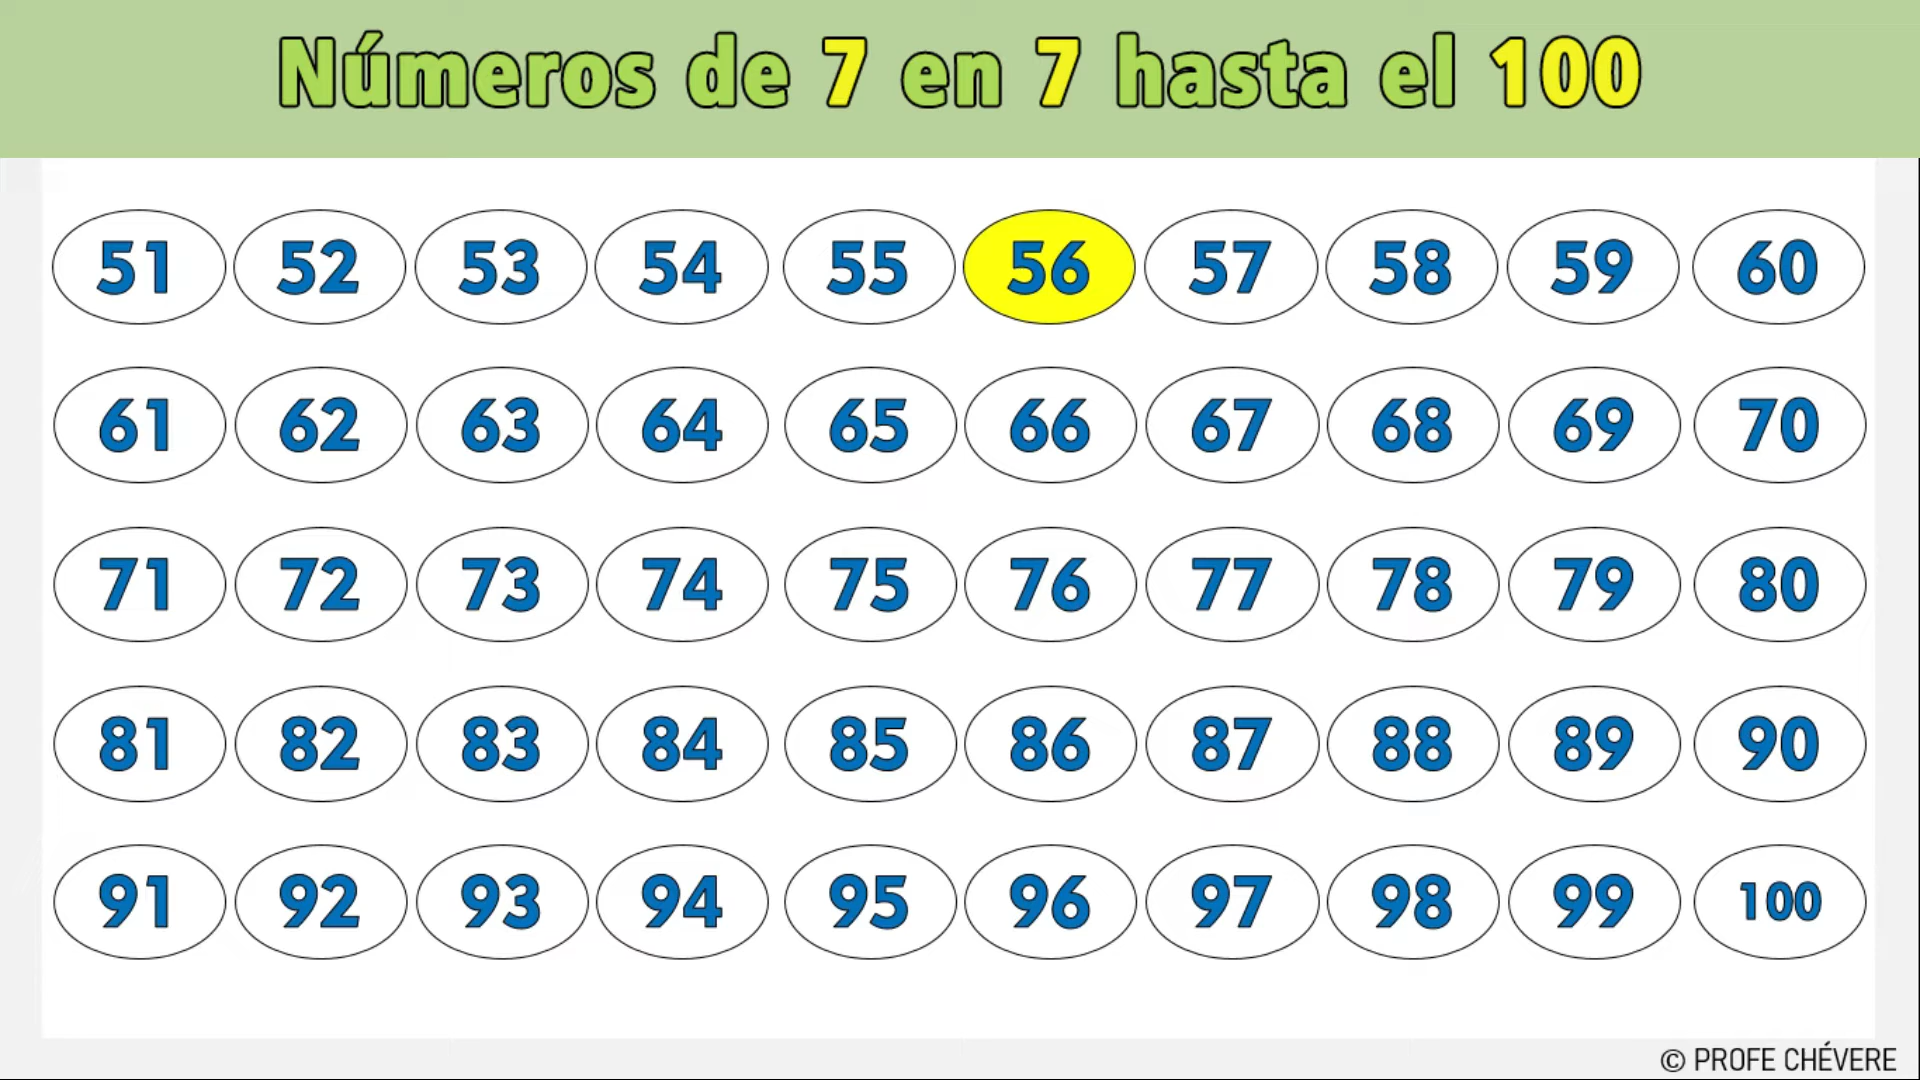 Números de 7 en 7 hasta el 100
51 52 53 54 55 56 57 58 59 60
61 62 63 64 65 66 67 68 69 70
71 72 73 74 75 76 77 78 79 80
81 82 83 84 85 86 87 88 89 90
91 92 93 94 95 96 97 98 99 100
© PROFE CHÉVERE